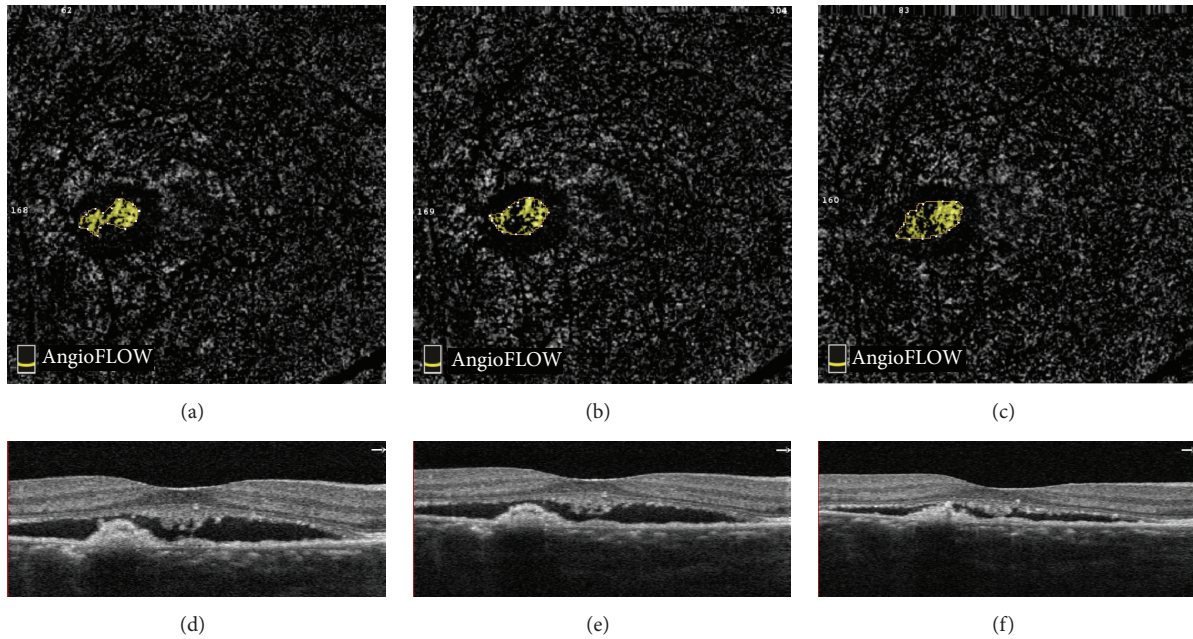 62
304
83
168
169
160
AngioFLOW
AngioFLOW
AngioFLOW
(a)
(b)
(c)
(d)
(e)
(f)